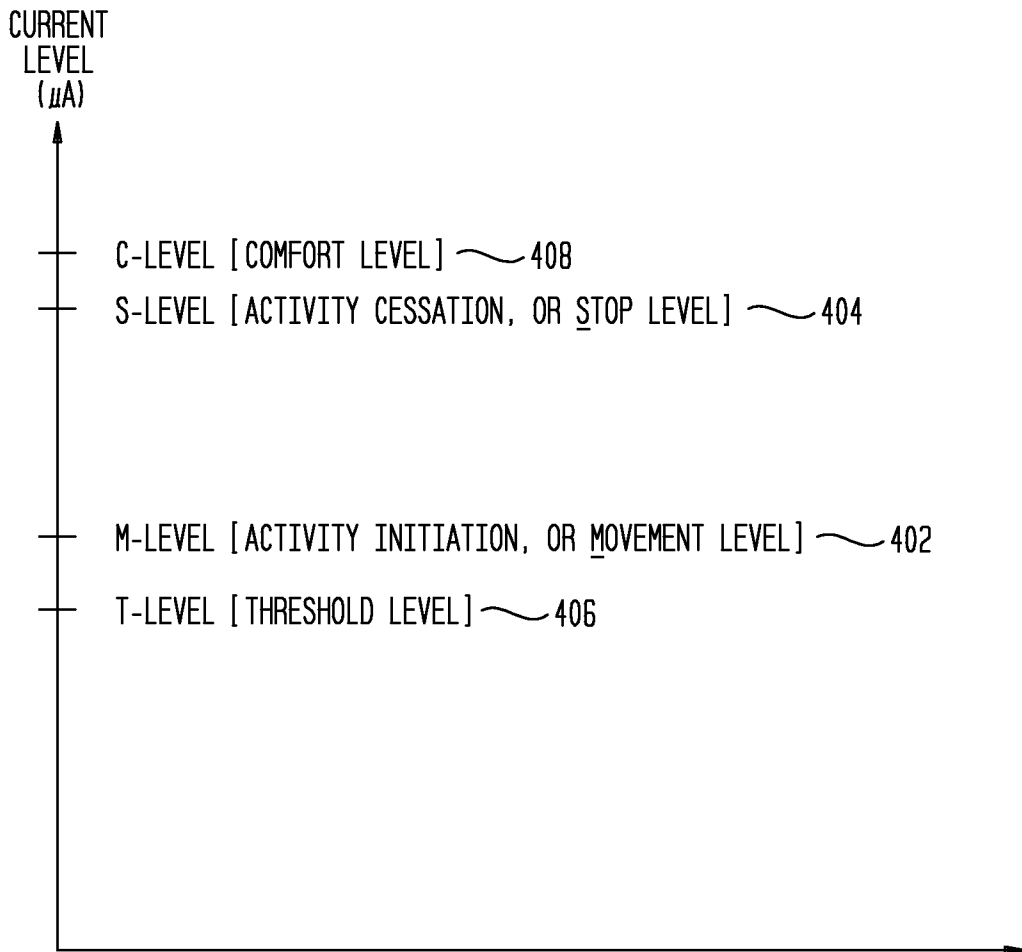 CURRENT
LEVEL
(μA)
C-LEVEL [COMFORT LEVEL] 408
S-LEVEL [ACTIVITY CESSATION, OR STOP LEVEL] 404
M-LEVEL [ACTIVITY INITIATION, OR MOVEMENT LEVEL] 402
T-LEVEL [THRESHOLD LEVEL] 406